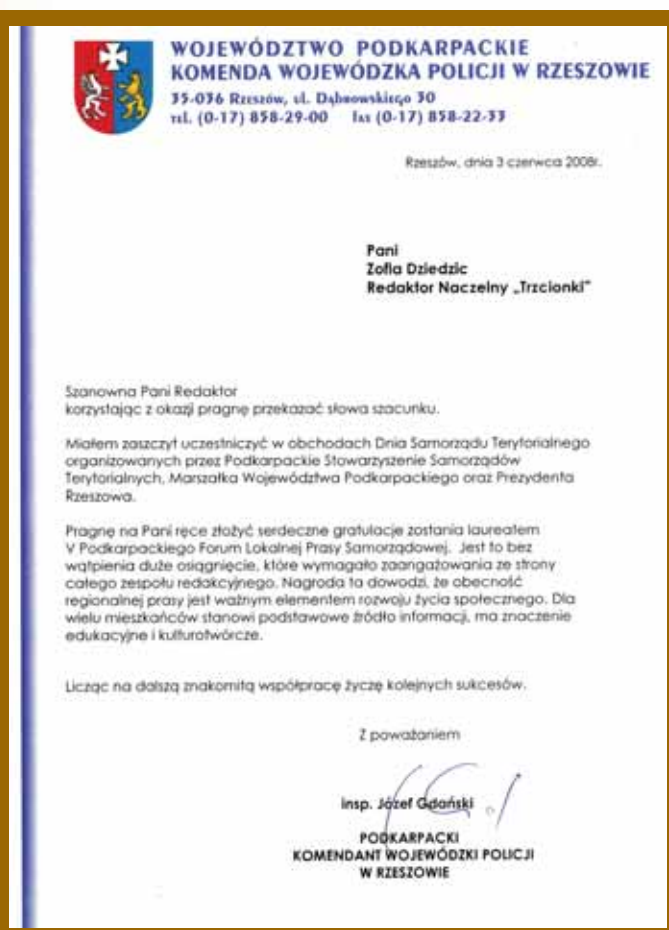 WOJEWÓDZTWO PODKARPACKIE
KOMENDA WOJEWÓDZKA POLICJI W RZESZOWIE
35-036 Rzeszów, ul. Dąbrowskiego 30
tel. (0-17) 858-29-00 fax (0-17) 858-22-33
Rzeszów, dnia 3 czerwca 2008r.
Pani
Zofia Dziedzic
Redaktor Naczelny „Trzcionki”
Szanowna Pani Redaktor
korzystając z okazji pragnę przekazać słowa szacunku.
Miałem zaszczyt uczestniczyć w obchodach Dnia Samorządu Terytorialnego
organizowanych przez Podkarpackie Stowarzyszenie Samorządów
Terytorialnych, Marszałka Województwa Podkarpackiego oraz Prezydenta
Rzeszowa.
Pragnę na Pani ręce złożyć serdeczne gratulacje zostania laureatem
V Podkarpackiego Forum Lokalnej Prasy Samorządowej. Jest to bez
wątpienia duże osiągnięcie, które wymagało zaangażowania ze strony
całego zespołu redakcyjnego. Nagroda ta dowodzi, że obecność
regionalnej prasy jest ważnym elementem rozwoju życia społecznego. Dla
wielu mieszkańców stanowi podstawowe źródło informacji, ma znaczenie
edukacyjne i kulturotwórcze.
Licząc na dalszą znakomitą współpracę życzę kolejnych sukcesów.
Z poważaniem
insp. Józef Gdański
PODKARPACKI
KOMENDANT WOJEWÓDZKI POLICJI
W RZESZOWIE